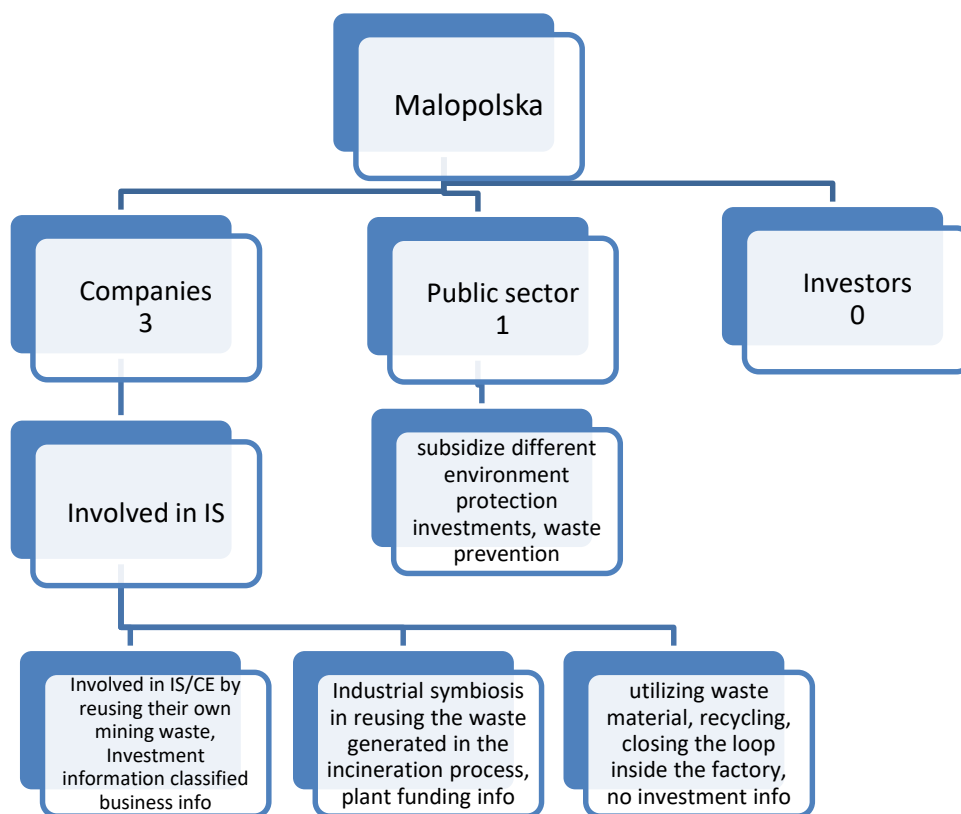 Malopolska
Companies
3
Public sector
1
Investors
0
Involved in IS
subsidize different
environment
protection
investments, waste
prevention
Involved in IS/CE by
reusing their own
mining waste,
Investment
information classified
business info
Industrial symbiosis
in reusing the waste
generated in the
incineration process,
plant funding info
utilizing waste
material, recycling,
closing the loop
inside the factory,
no investment info